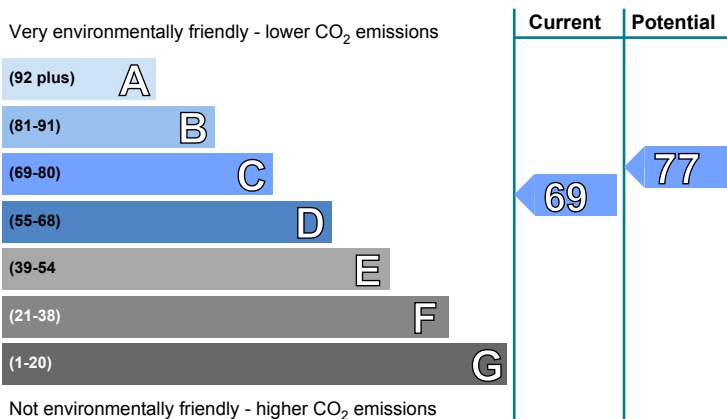 Very environmentally friendly - lower CO₂ emissions
Current
Potential
(92 plus) A
(81-91) B
(69-80) C
(55-68) D
(39-54 E
(21-38) F
(1-20) G
69
77
Not environmentally friendly - higher CO₂ emissions